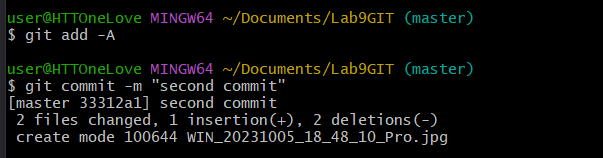 user@HTTOneLove MINGW64 ~/Documents/Lab9GIT (master)
$ git add -A
user@HTTOneLove MINGW64 ~/Documents/Lab9GIT (master)
$ git commit -m "second commit"
[master 33312a1] second commit
 2 files changed, 1 insertion(+), 2 deletions(-)
 create mode 100644 WIN_20231005_18_48_10_Pro.jpg